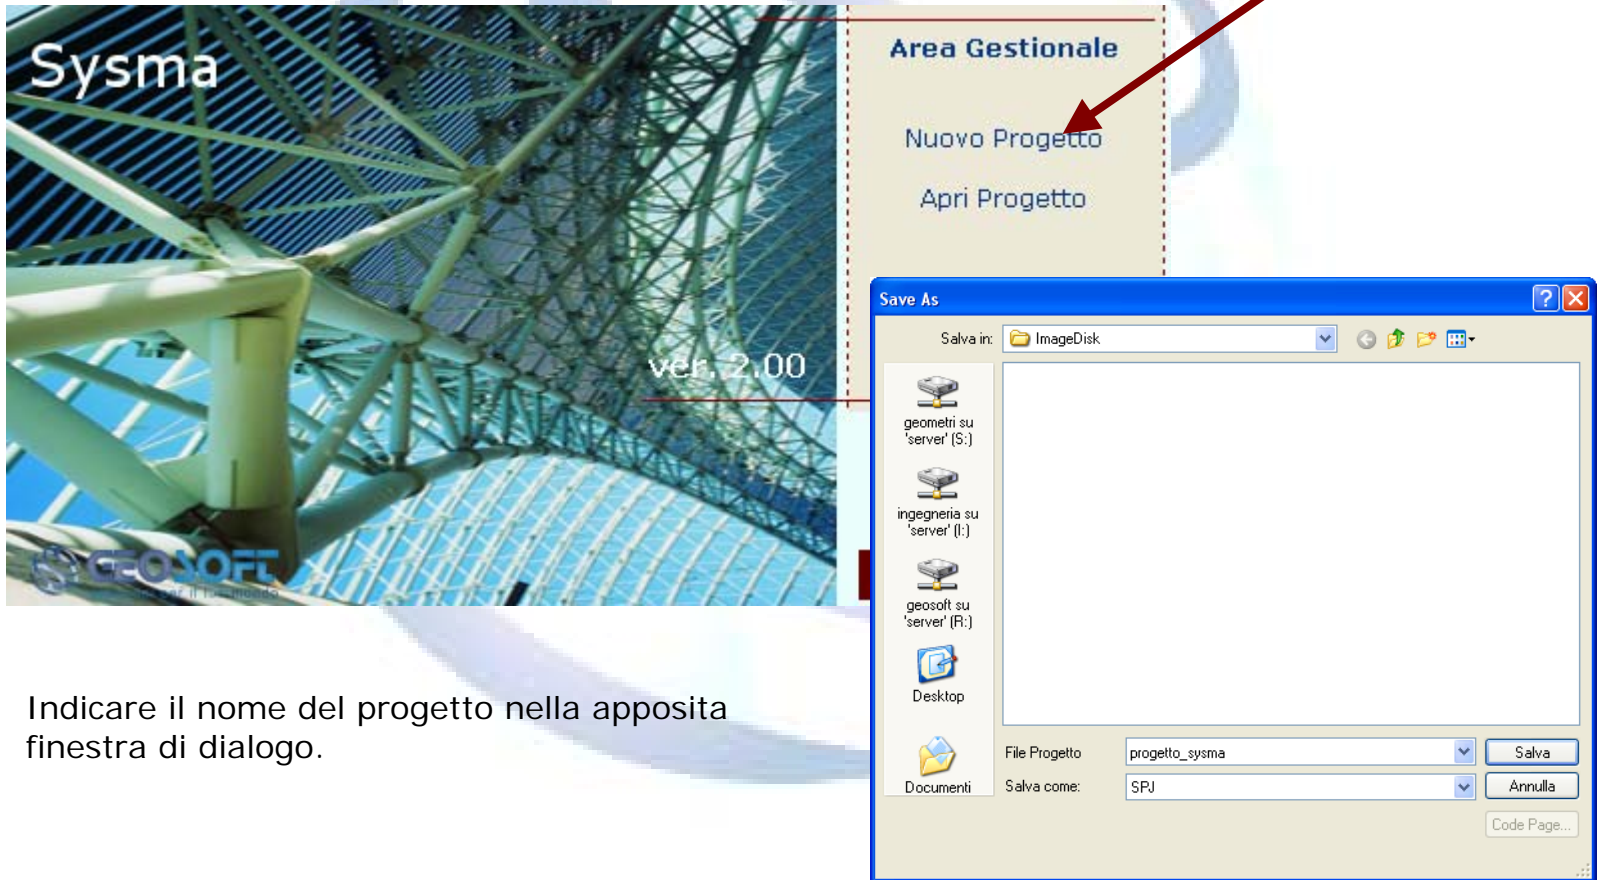 Sysma
ver. 2.00
GEOSOFT
Area Gestionale
Nuovo Progetto
Apri Progetto
Save As
Salva in:
ImageDisk
geometri su
'server' (S:)
ingegneria su
'server' (I:)
geosoft su
'server' (R:)
Desktop
Documenti
File Progetto
progetto_sysma
Salva
Salva come:
SPJ
Annulla
Code Page...
Indicare il nome del progetto nella apposita
finestra di dialogo.